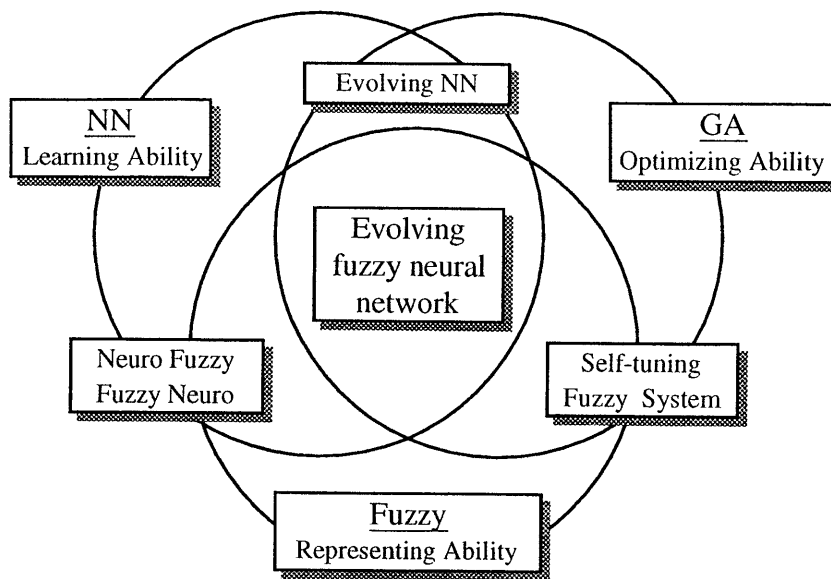 Evolving NN
NN
Learning Ability
GA
Optimizing Ability
Evolving
fuzzy neural
network
Neuro Fuzzy
Fuzzy Neuro
Self-tuning
Fuzzy System
Fuzzy
Representing Ability